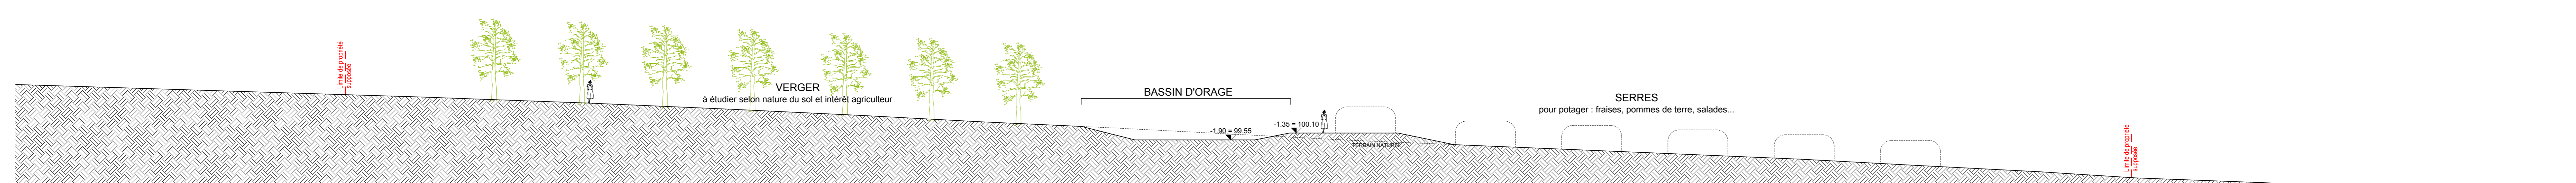 Limite de propriété
supposée
VERGER
à étudier selon nature du sol et intérêt agriculteur
BASSIN D'ORAGE
-1.90 = 99.55
-1.35 = 100.10
TERRAIN NATUREL
SERRES
pour potager : fraises, pommes de terre, salades...
Limite de propriété
supposée